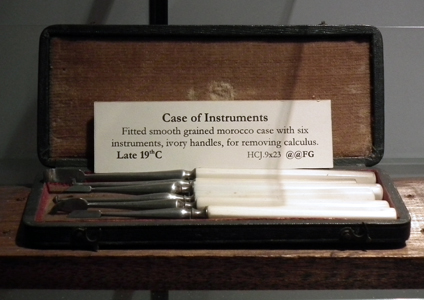 Case of Instruments
Fitted smooth grained morocco case with six
instruments, ivory handles, for removing calculus.
Late 19thC HCJ.9x23 @@FG